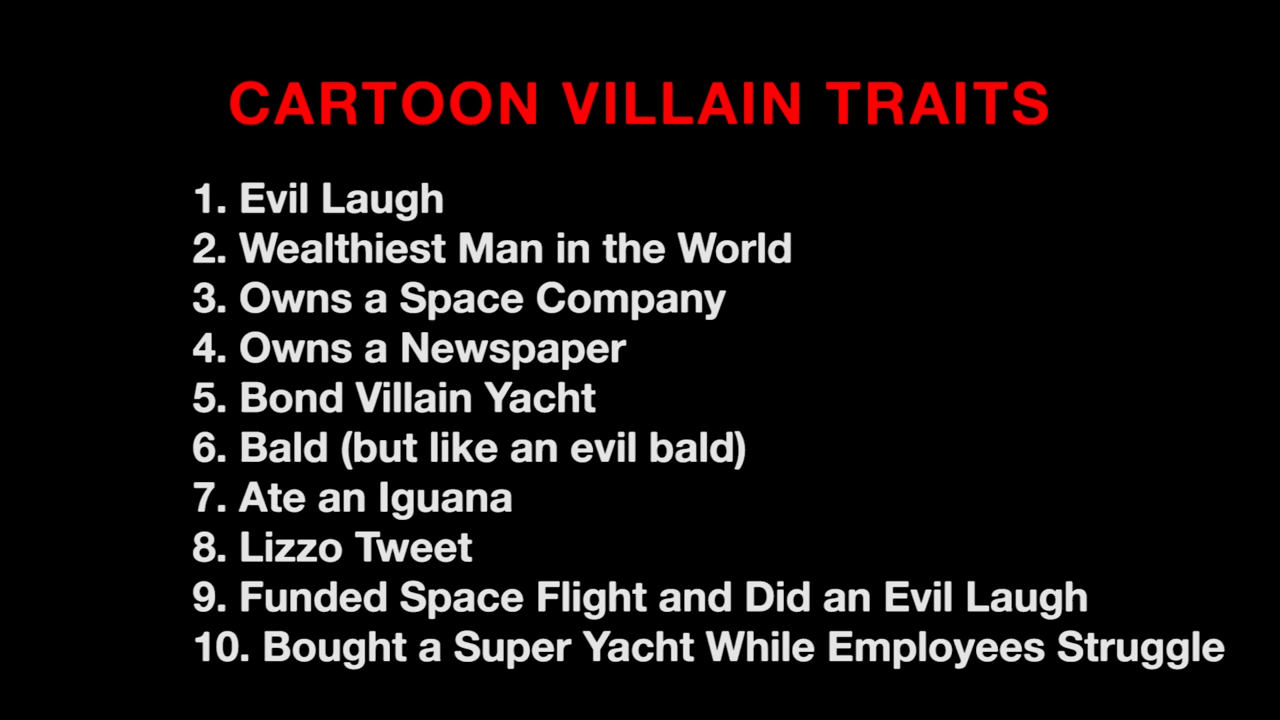 CARTOON VILLAIN TRAITS
1. Evil Laugh
2. Wealthiest Man in the World
3. Owns a Space Company
4. Owns a Newspaper
5. Bond Villain Yacht
6. Bald (but like an evil bald)
7. Ate an Iguana
8. Lizzo Tweet
9. Funded Space Flight and Did an Evil Laugh
10. Bought a Super Yacht While Employees Struggle